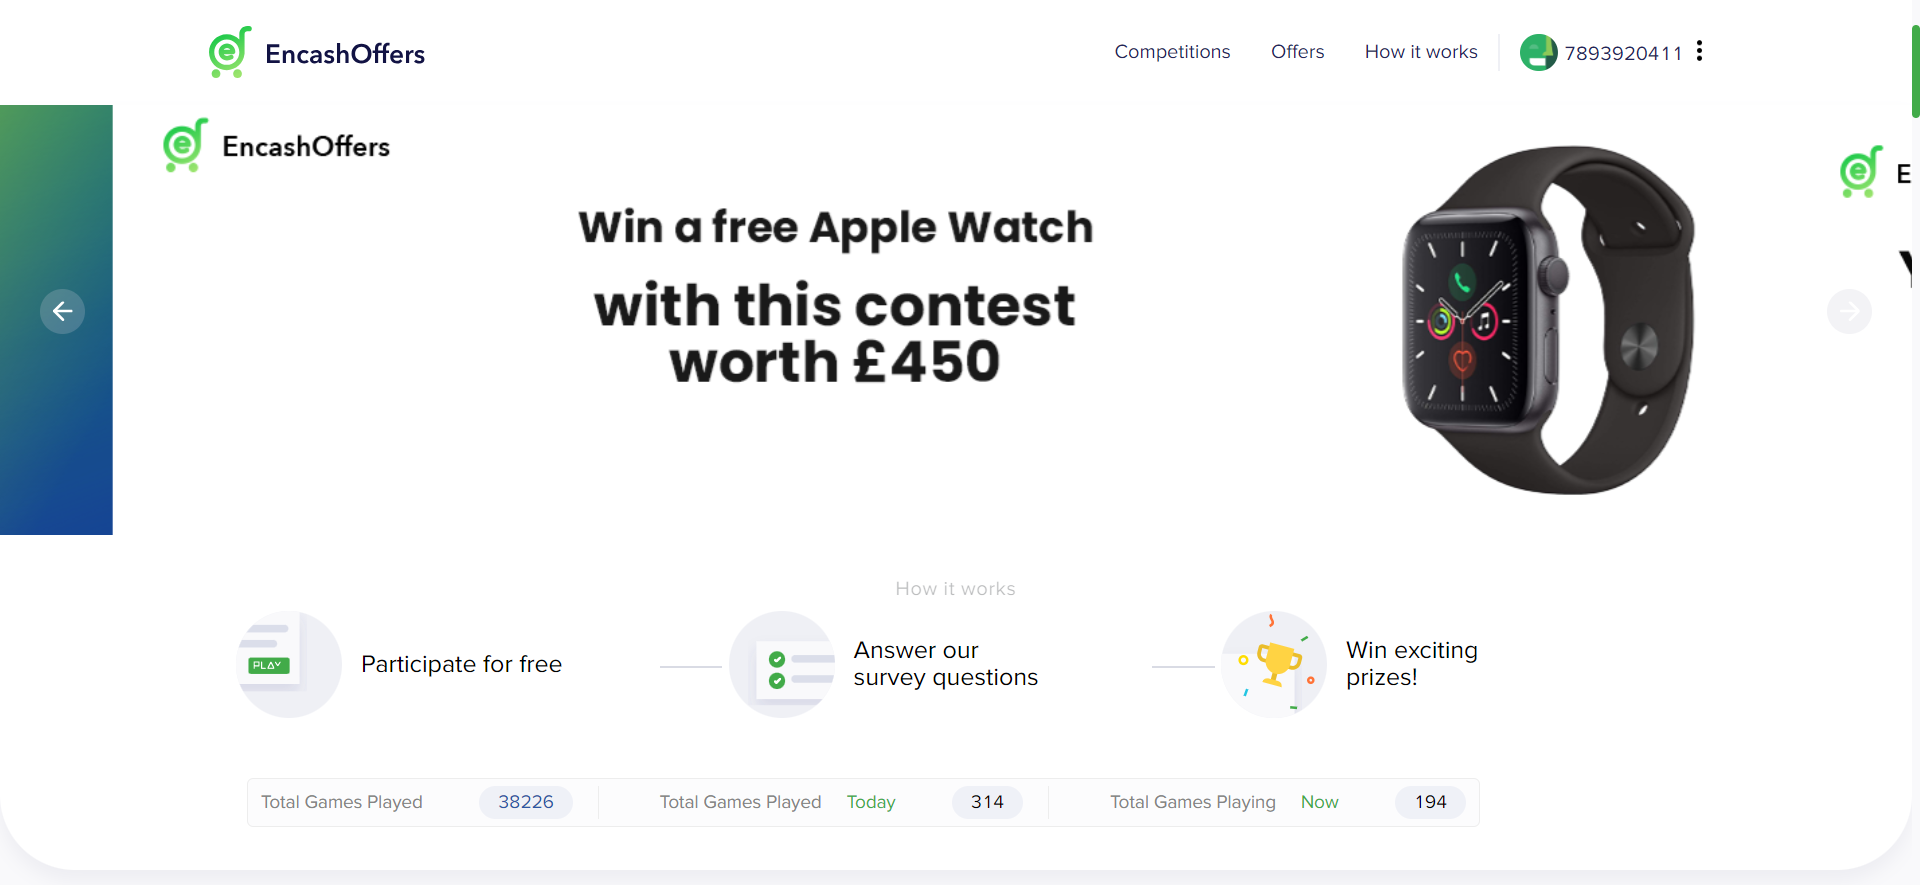 EncashOffers
Competitions
Offers
How it works
7893920411
EncashOffers
Win a free Apple Watch
with this contest
worth £450
E
How it works
PLAY
Participate for free
Answer our
survey questions
Win exciting
prizes!
Total Games Played 38226
Total Games Played Today 314
Total Games Playing Now 194